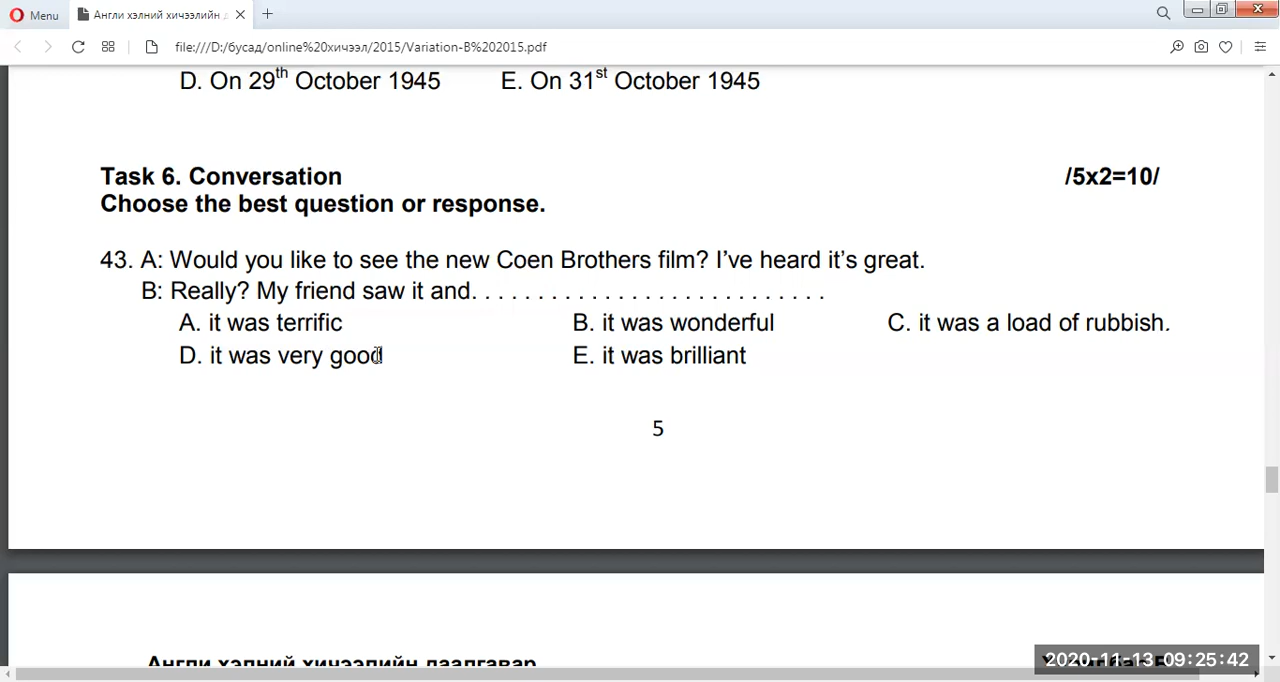 Menu
Англи хэлний хичээлийн
file:///D:/бусад/online%20хичээл/2015/Variation-B%202015.pdf
D. On 29th October 1945 E. On 31st October 1945
Task 6. Conversation /5x2=10/
Choose the best question or response.
43. A: Would you like to see the new Coen Brothers film? I've heard it's great.
B: Really? My friend saw it and. . . . . . . . . . . . . . . . . . . . . . . . . . .
A. it was terrific B. it was wonderful C. it was a load of rubbish.
D. it was very good E. it was brilliant
5
Англи хэлний хичээлийн даалгавар
2020-11-13 09:25:42